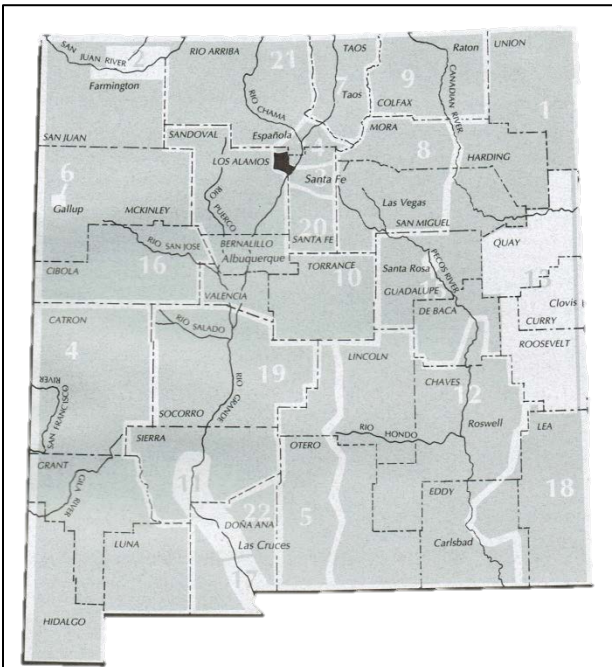 UNION
TAOS
Raton
RIO ARRIBA
SAN
JUAN RIVER
2
21
7
9
CANADIAN RIVER
Farmington
Taos
COLFAX
1
RIO CHAMA
MORA
SANDOVAL
Española
SAN JUAN
8
LOS ALAMOS
HARDING
6
Santa Fe
Las Vegas
Gallup
MCKINLEY
RIO
PUERCO
20
SAN MIGUEL
BERNALILLO
SANTA FE
QUAY
RIO SAN JOSE
Albuquerque
PECOS RIVER
16
TORRANCE
Santa Rosa
CIBOLA
10
GUADALUPE
VALENCIA
Clovis
DE BACA
CATRON
CURRY
RIO SALADO
ROOSEVELT
LINCOLN
4
19
CHAVES
RIO
GRANDE
12
RIVER
SAN FRANCISCO
SOCORRO
Roswell
SIERRA
RIO
HONDO
OTERO
LEA
GRANT
GILA
RIVER
EDDY
18
22
5
DOÑA ANA
LUNA
Las Cruces
Carlsbad
17
HIDALGO